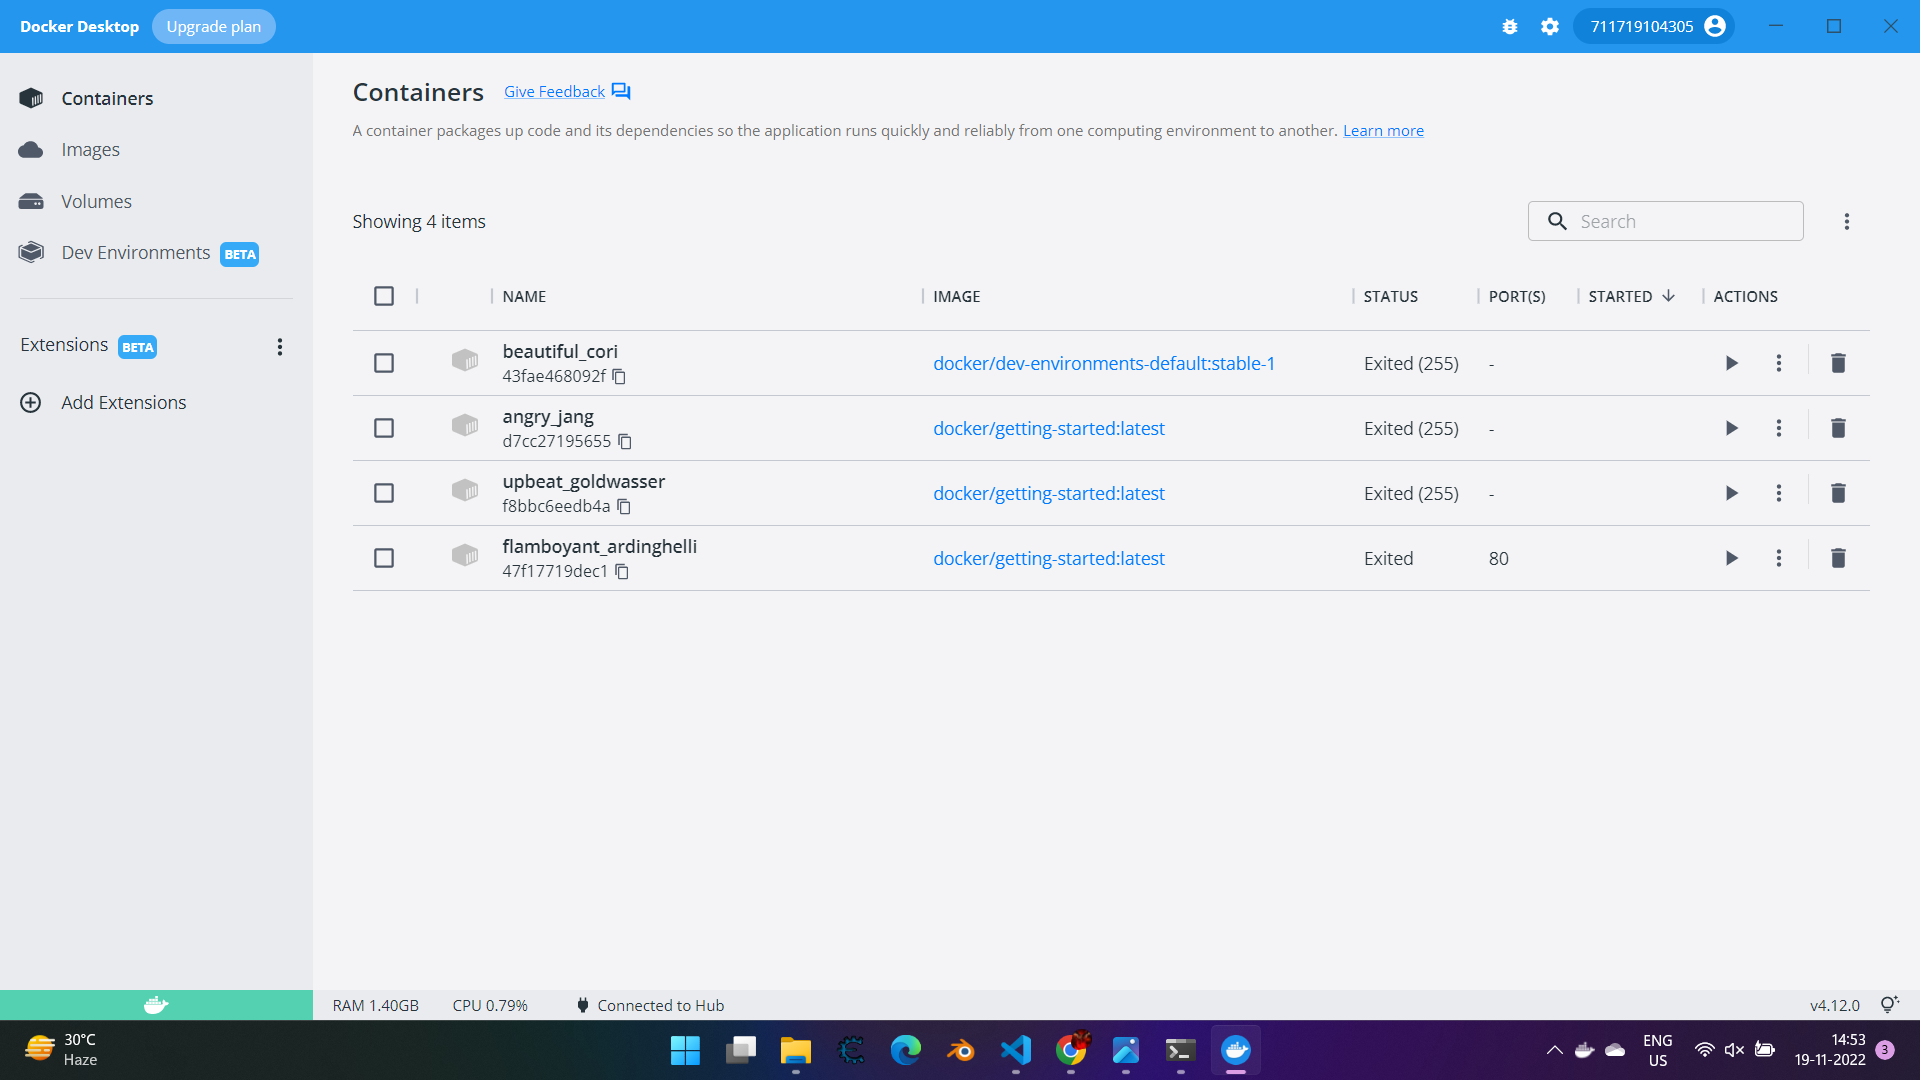 Docker Desktop Upgrade plan 711719104305
Containers
Images
Volumes
Dev Environments BETA
Extensions BETA
Add Extensions
Containers Give Feedback
A container packages up code and its dependencies so the application runs quickly and reliably from one computing environment to another. Learn more
Showing 4 items Search
NAME IMAGE STATUS PORT(S) STARTED ACTIONS
beautiful_cori
43fae468092f docker/dev-environments-default:stable-1 Exited (255) -
angry_jang
d7cc27195655 docker/getting-started:latest Exited (255) -
upbeat_goldwasser
f8bbc6eedb4a docker/getting-started:latest Exited (255) -
flamboyant_ardinghelli
47f17719dec1 docker/getting-started:latest Exited 80
RAM 1.40GB CPU 0.79% Connected to Hub v4.12.0
30°C
Haze
ENG
US
14:53
19-11-2022
3